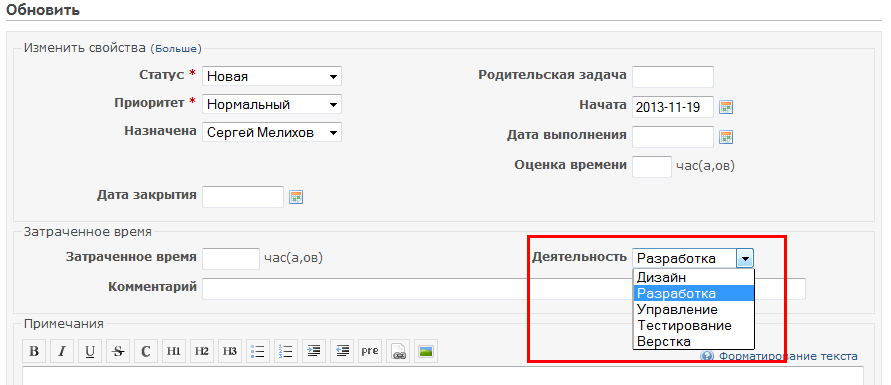 Обновить
Изменить свойства (Больше)
Статус * Новая Родительская задача
Приоритет * Нормальный Начата 2013-11-19
Назначена Сергей Мелихов Дата выполнения
Оценка времени час(а,ов)
Дата закрытия
Затраченное время
Затраченное время час(а,ов) Деятельность Разработка
Комментарий
Дизайн
Разработка
Управление
Тестирование
Верстка
Примечания
B I U S C H1 H2 H3 pre Форматирование текста